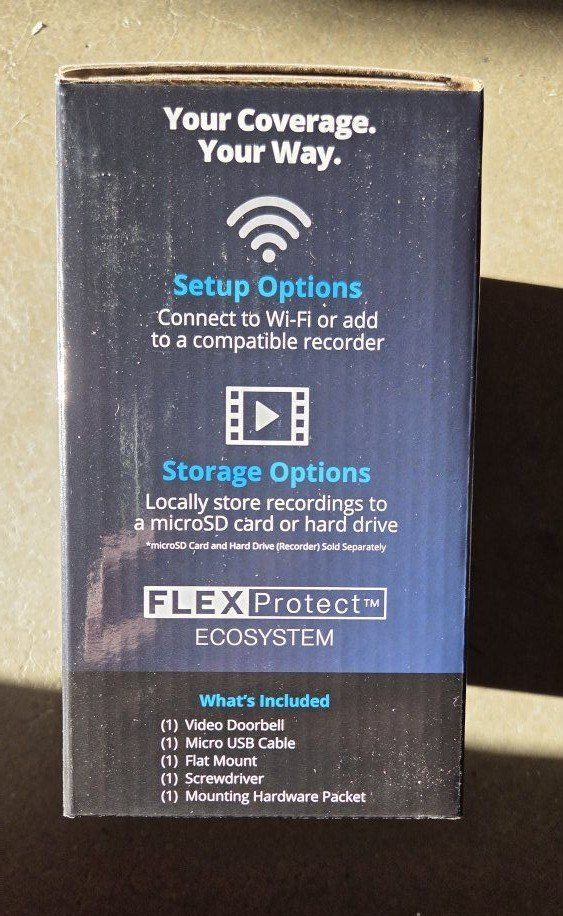 Your Coverage.
Your Way.
Setup Options
Connect to Wi-Fi or add
to a compatible recorder
Storage Options
Locally store recordings to
a microSD card or hard drive
*microSD Card and Hard Drive (Recorder) Sold Separately
FLEX Protect™
ECOSYSTEM
What's Included
(1) Video Doorbell
(1) Micro USB Cable
(1) Flat Mount
(1) Screwdriver
(1) Mounting Hardware Packet